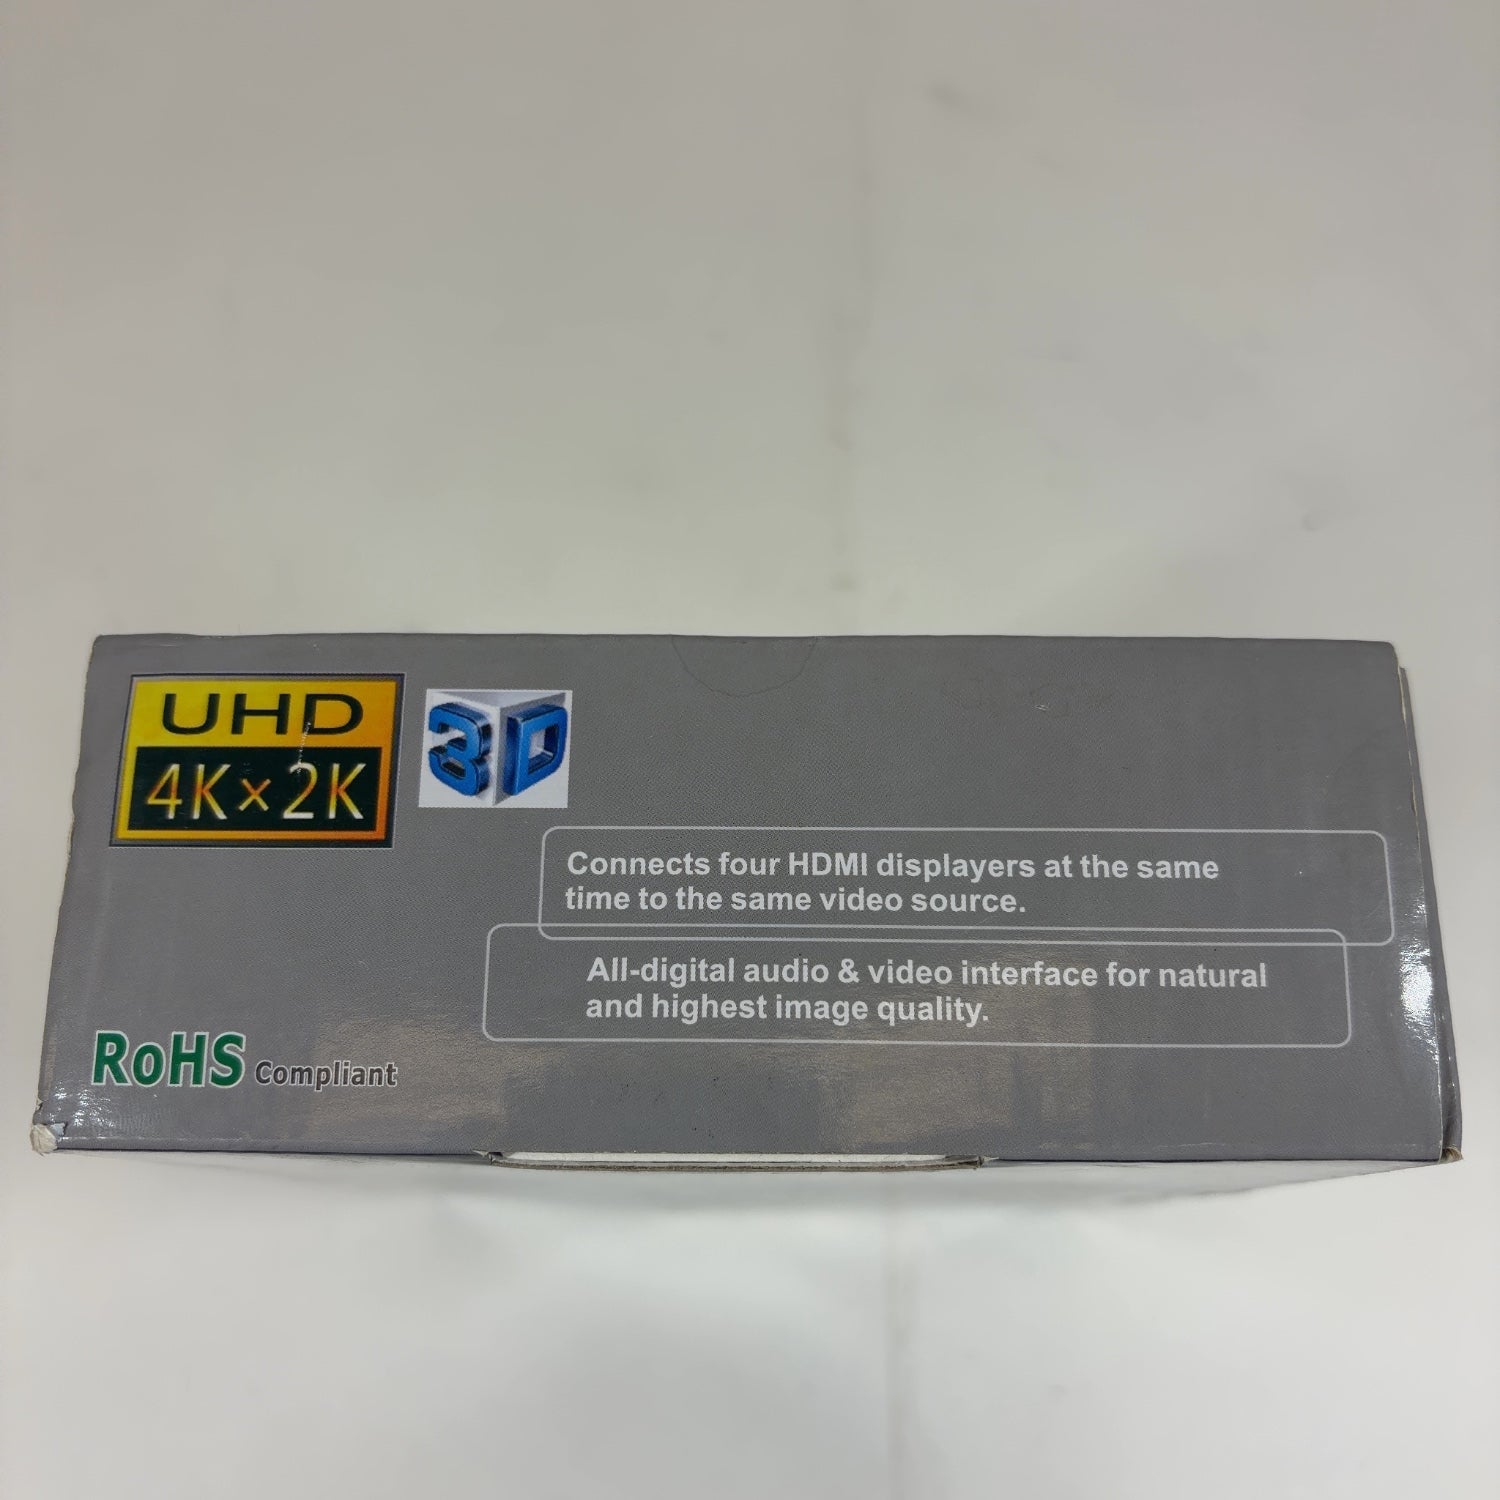 UHD
4K×2K
3D
Connects four HDMI displayers at the same
time to the same video source.
All-digital audio & video interface for natural
and highest image quality.
RoHS Compliant